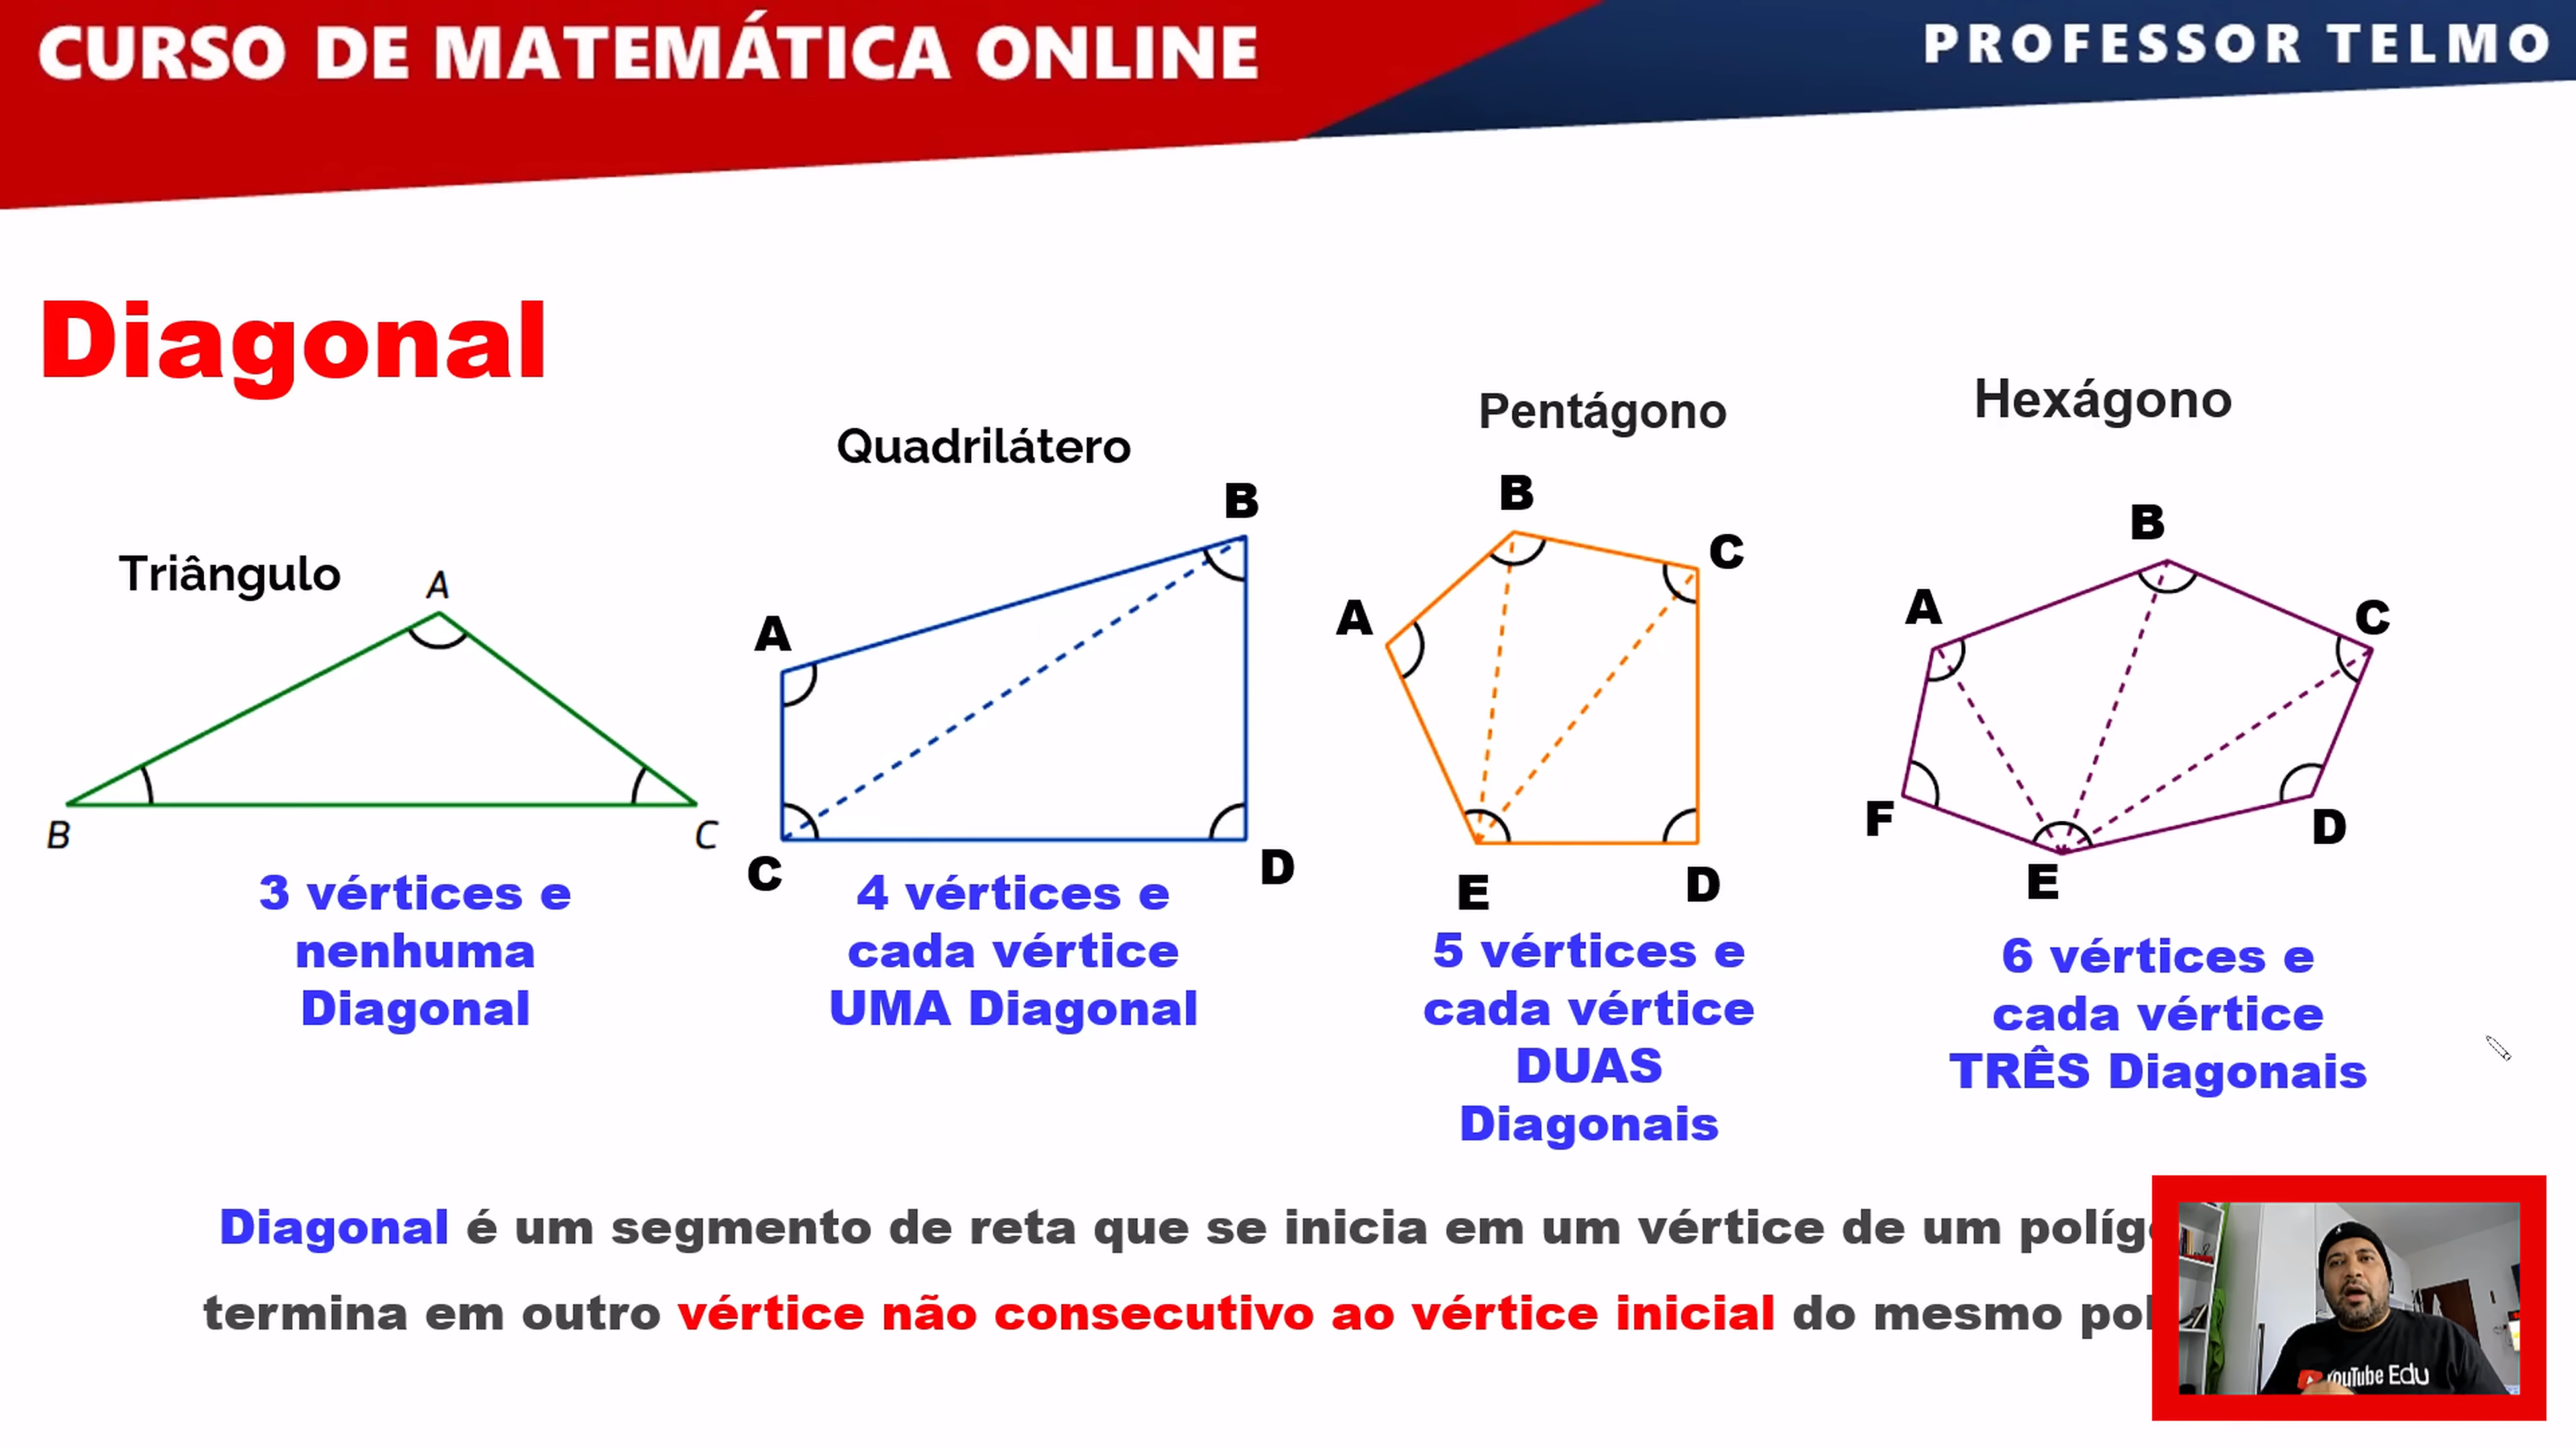 CURSO DE MATEMÁTICA ONLINE
PROFESSOR TELMO
Diagonal
Triângulo
A
B
C
3 vértices e
nenhuma
Diagonal
Quadrilátero
B
A
C
D
4 vértices e
cada vértice
UMA Diagonal
Pentágono
B
C
A
E
D
5 vértices e
cada vértice
DUAS
Diagonais
Hexágono
B
A
C
F
D
E
6 vértices e
cada vértice
TRÊS Diagonais
Diagonal é um segmento de reta que se inicia em um vértice de um
termina em outro vértice não consecutivo ao vértice inicial do mesmo
YouTube Edu